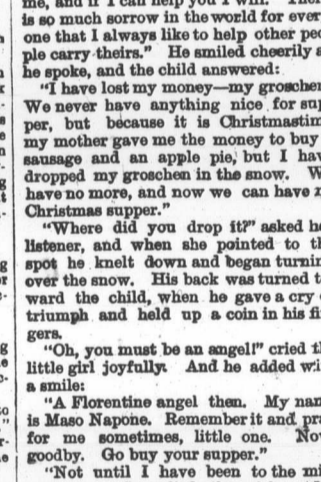 me, and if I can help you I will. There
is so much sorrow in the world for every
one that I always like to help other peo
ple carry theirs." He smiled cheerily a
he spoke, and the child answered:
"I have lost my money—my groschen
We never have anything nice for sup
per, but because it is Christmastim
my mother gave me the money to buy
sausage and an apple pie, but I hav
dropped my groschen in the snow. W
have no more, and now we can have n
Christmas supper."
"Where did you drop it?" asked he
listener, and when she pointed to th
spot he knelt down and began turnin
over the snow. His back was turned t
ward the child, when he gave a cry o
triumph and held up a coin in his fi
gers.
"Oh, you must be an angel!" cried th
little girl joyfully. And he added wi
a smile:
"A Florentine angel then. My nam
is Maso Napone. Remember it and pra
for me sometimes, little one. No
goodby. Go buy your supper."
"Not until I have been to the mi